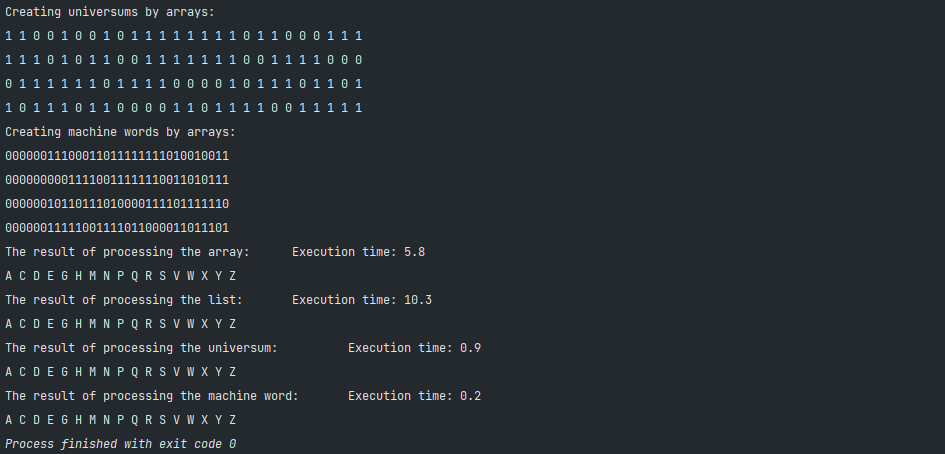 Creating universums by arrays:
1 1 0 0 1 0 0 1 0 1 1 1 1 1 1 1 1 0 1 1 0 0 0 1 1 1
1 1 1 0 1 0 1 1 0 0 1 1 1 1 1 1 1 0 0 1 1 1 1 0 0 0
0 1 1 1 1 1 1 0 1 1 1 1 0 0 0 0 1 0 1 1 1 0 1 1 0 1
1 0 1 1 1 0 1 1 0 0 0 0 1 1 0 1 1 1 1 0 0 1 1 1 1 1
Creating machine words by arrays:
00000011100011011111111010010011
00000000011110011111110011010111
00000010110111010000111101111110
00000011111001111011000011011101
The result of processing the array:      Execution time: 5.8
A C D E G H M N P Q R S V W X Y Z
The result of processing the list:       Execution time: 10.3
A C D E G H M N P Q R S V W X Y Z
The result of processing the universum:          Execution time: 0.9
A C D E G H M N P Q R S V W X Y Z
The result of processing the machine word:       Execution time: 0.2
A C D E G H M N P Q R S V W X Y Z
Process finished with exit code 0